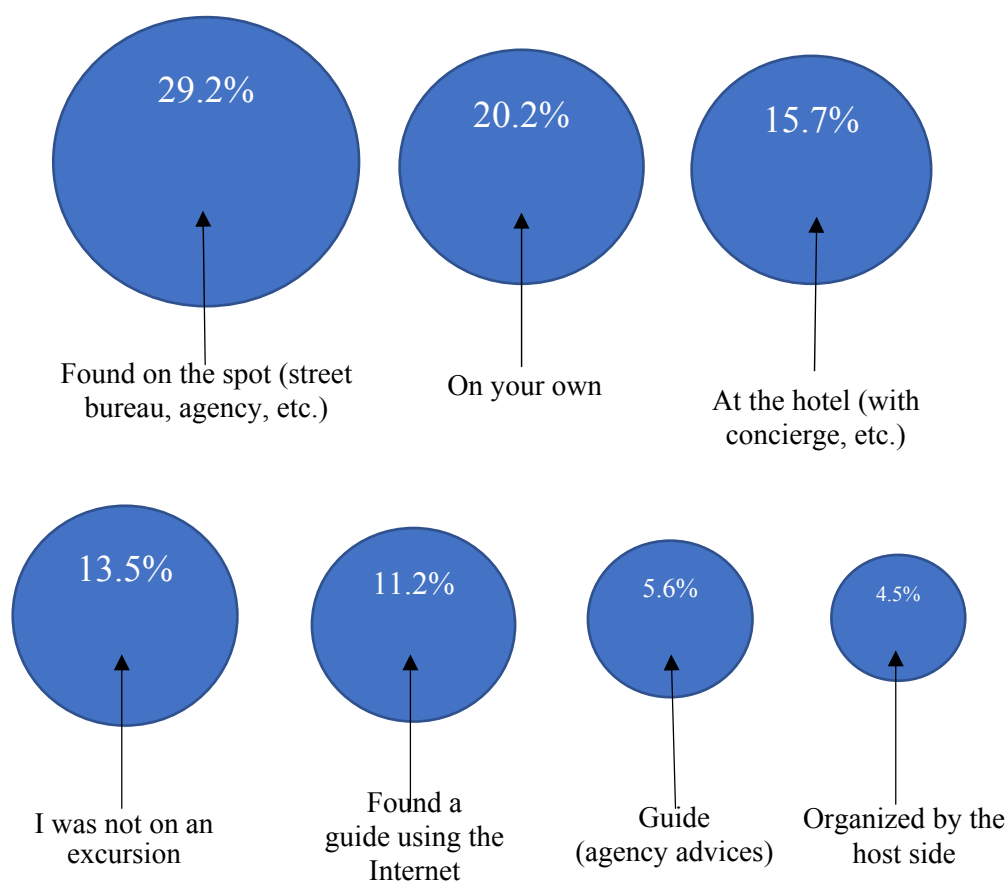 29.2%
20.2%
15.7%
Found on the spot (street
bureau, agency, etc.)
On your own
At the hotel (with
concierge, etc.)
13.5%
11.2%
5.6%
4.5%
I was not on an
excursion
Found a
guide using the
Internet
Guide
(agency advices)
Organized by the
host side